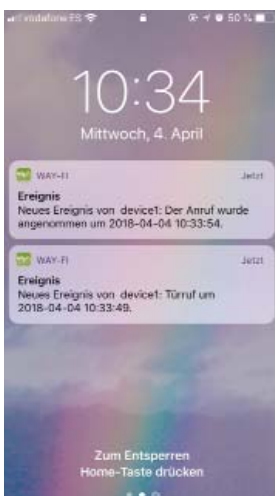 vodafone ES 50 %
10:34
Mittwoch, 4. April
WAY-FI Jetzt
Ereignis
Neues Ereignis von device1: Der Anruf wurde
angenommen um 2018-04-04 10:33:54.
WAY-FI Jetzt
Ereignis
Neues Ereignis von device1: Türruf um
2018-04-04 10:33:49.
Zum Entsperren
Home-Taste drücken